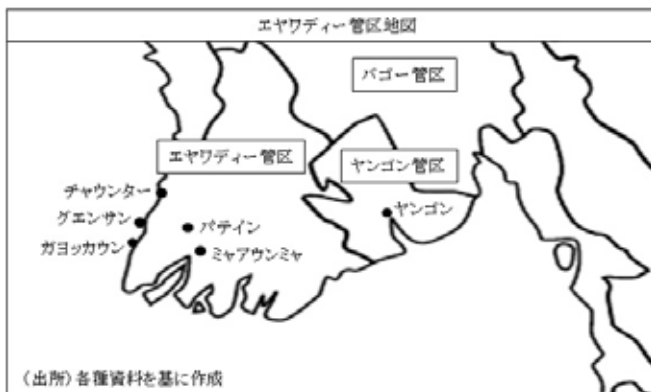 エヤワディー管区地図
バゴー管区
エヤワディー管区
ヤンゴン管区
チャウンター
グエンサン
ガヨッカウン
パテイン
ミャアウンミャ
ヤンゴン
(出所)各種資料を基に作成